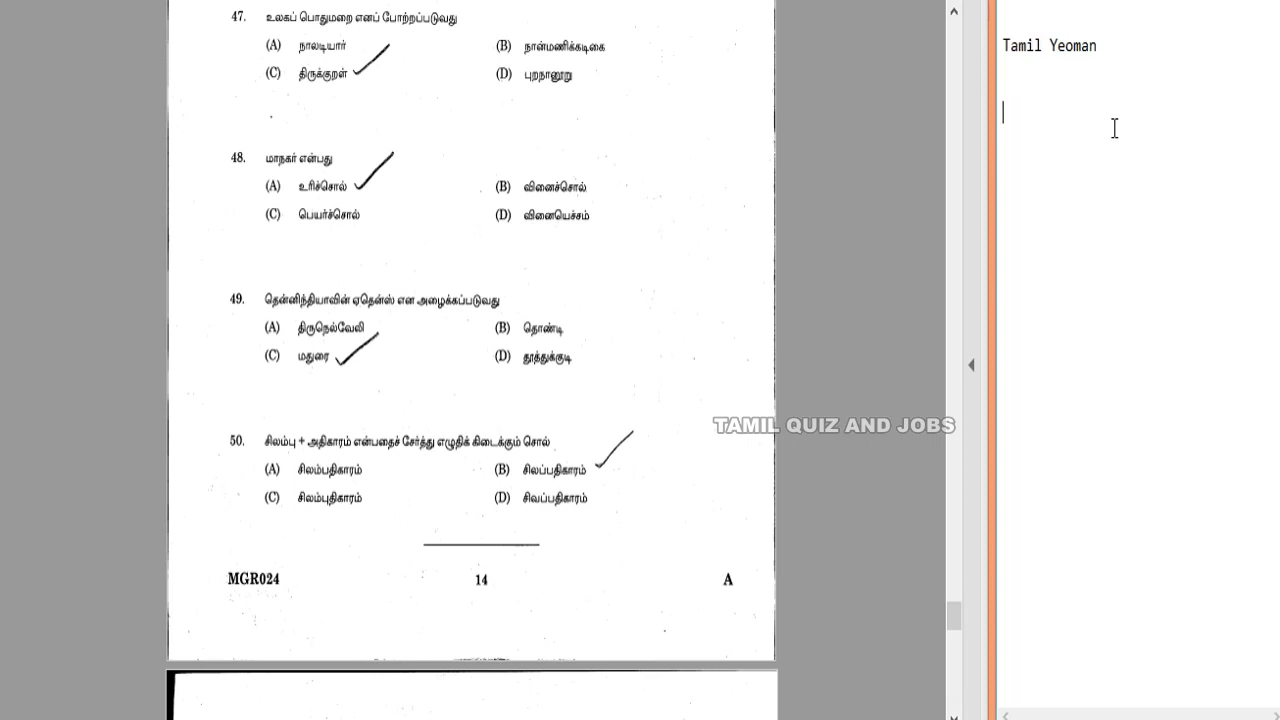 47. உலகப் பொதுமறை எனப் போற்றப்படுவது
(A) நாலடியார் (B) நான்மணிக்கடிகை
(C) திருக்குறள் (D) புறநானூறு
48. மாநகர் என்பது
(A) உரிச்சொல் (B) வினைச்சொல்
(C) பெயர்ச்சொல் (D) வினையெச்சம்
49. தென்னிந்தியாவின் ஏதென்ஸ் என அழைக்கப்படுவது
(A) திருநெல்வேலி (B) தொண்டி
(C) மதுரை (D) தூத்துக்குடி
50. சிலம்பு + அதிகாரம் என்பதைச் சேர்த்து எழுதிக் கிடைக்கும் சொல்
(A) சிலம்பதிகாரம் (B) சிலப்பதிகாரம்
(C) சிலம்புதிகாரம் (D) சிவப்பதிகாரம்
MGR024 14 A
TAMIL QUIZ AND JOBS
Tamil Yeoman